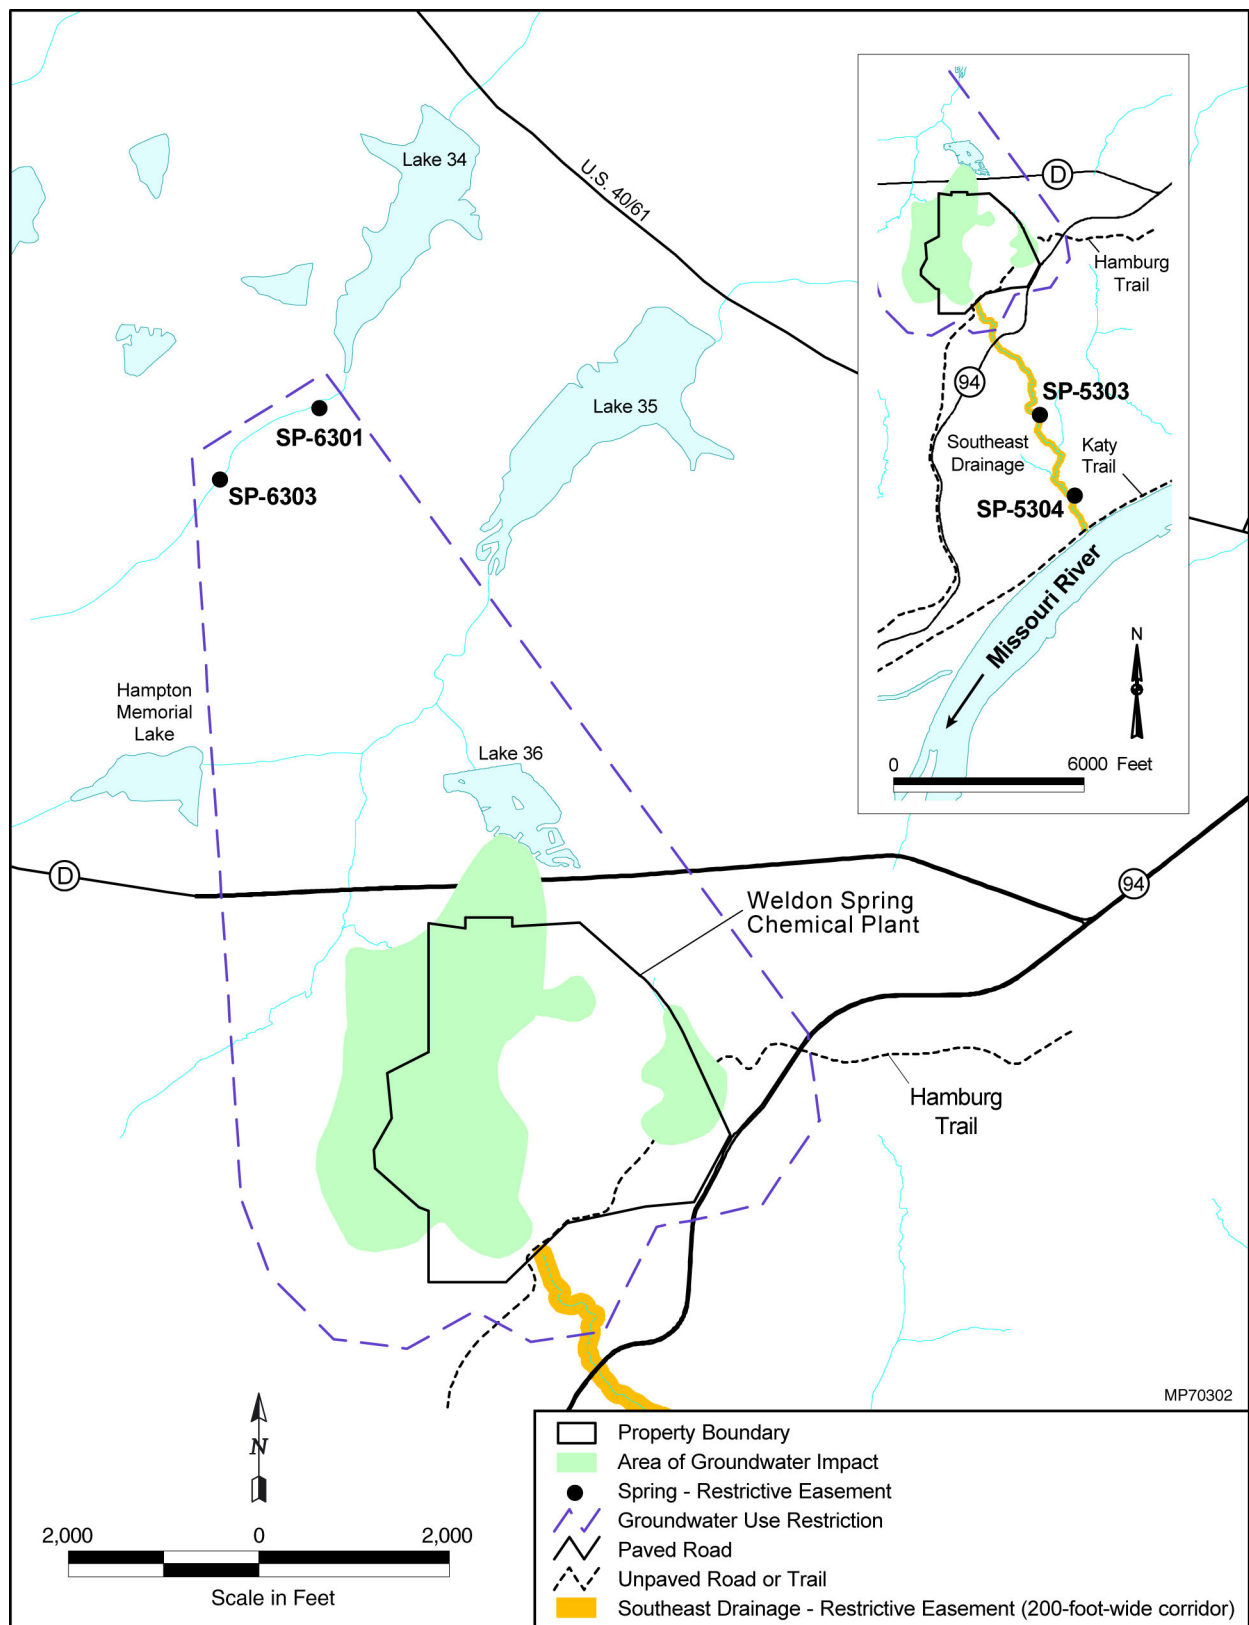 Lake 34
U.S. 40/61
D
Hamburg
Trail
94
SP-5303
Southeast
Drainage
Katy
Trail
SP-5304
Missouri River
N
0
6000 Feet
Lake 35
SP-6301
SP-6303
Hampton
Memorial
Lake
Lake 36
D
94
Weldon Spring
Chemical Plant
Hamburg
Trail
MP70302
N
2,000
0
2,000
Scale in Feet
Property Boundary
Area of Groundwater Impact
Spring - Restrictive Easement
Groundwater Use Restriction
Paved Road
Unpaved Road or Trail
Southeast Drainage - Restrictive Easement (200-foot-wide corridor)